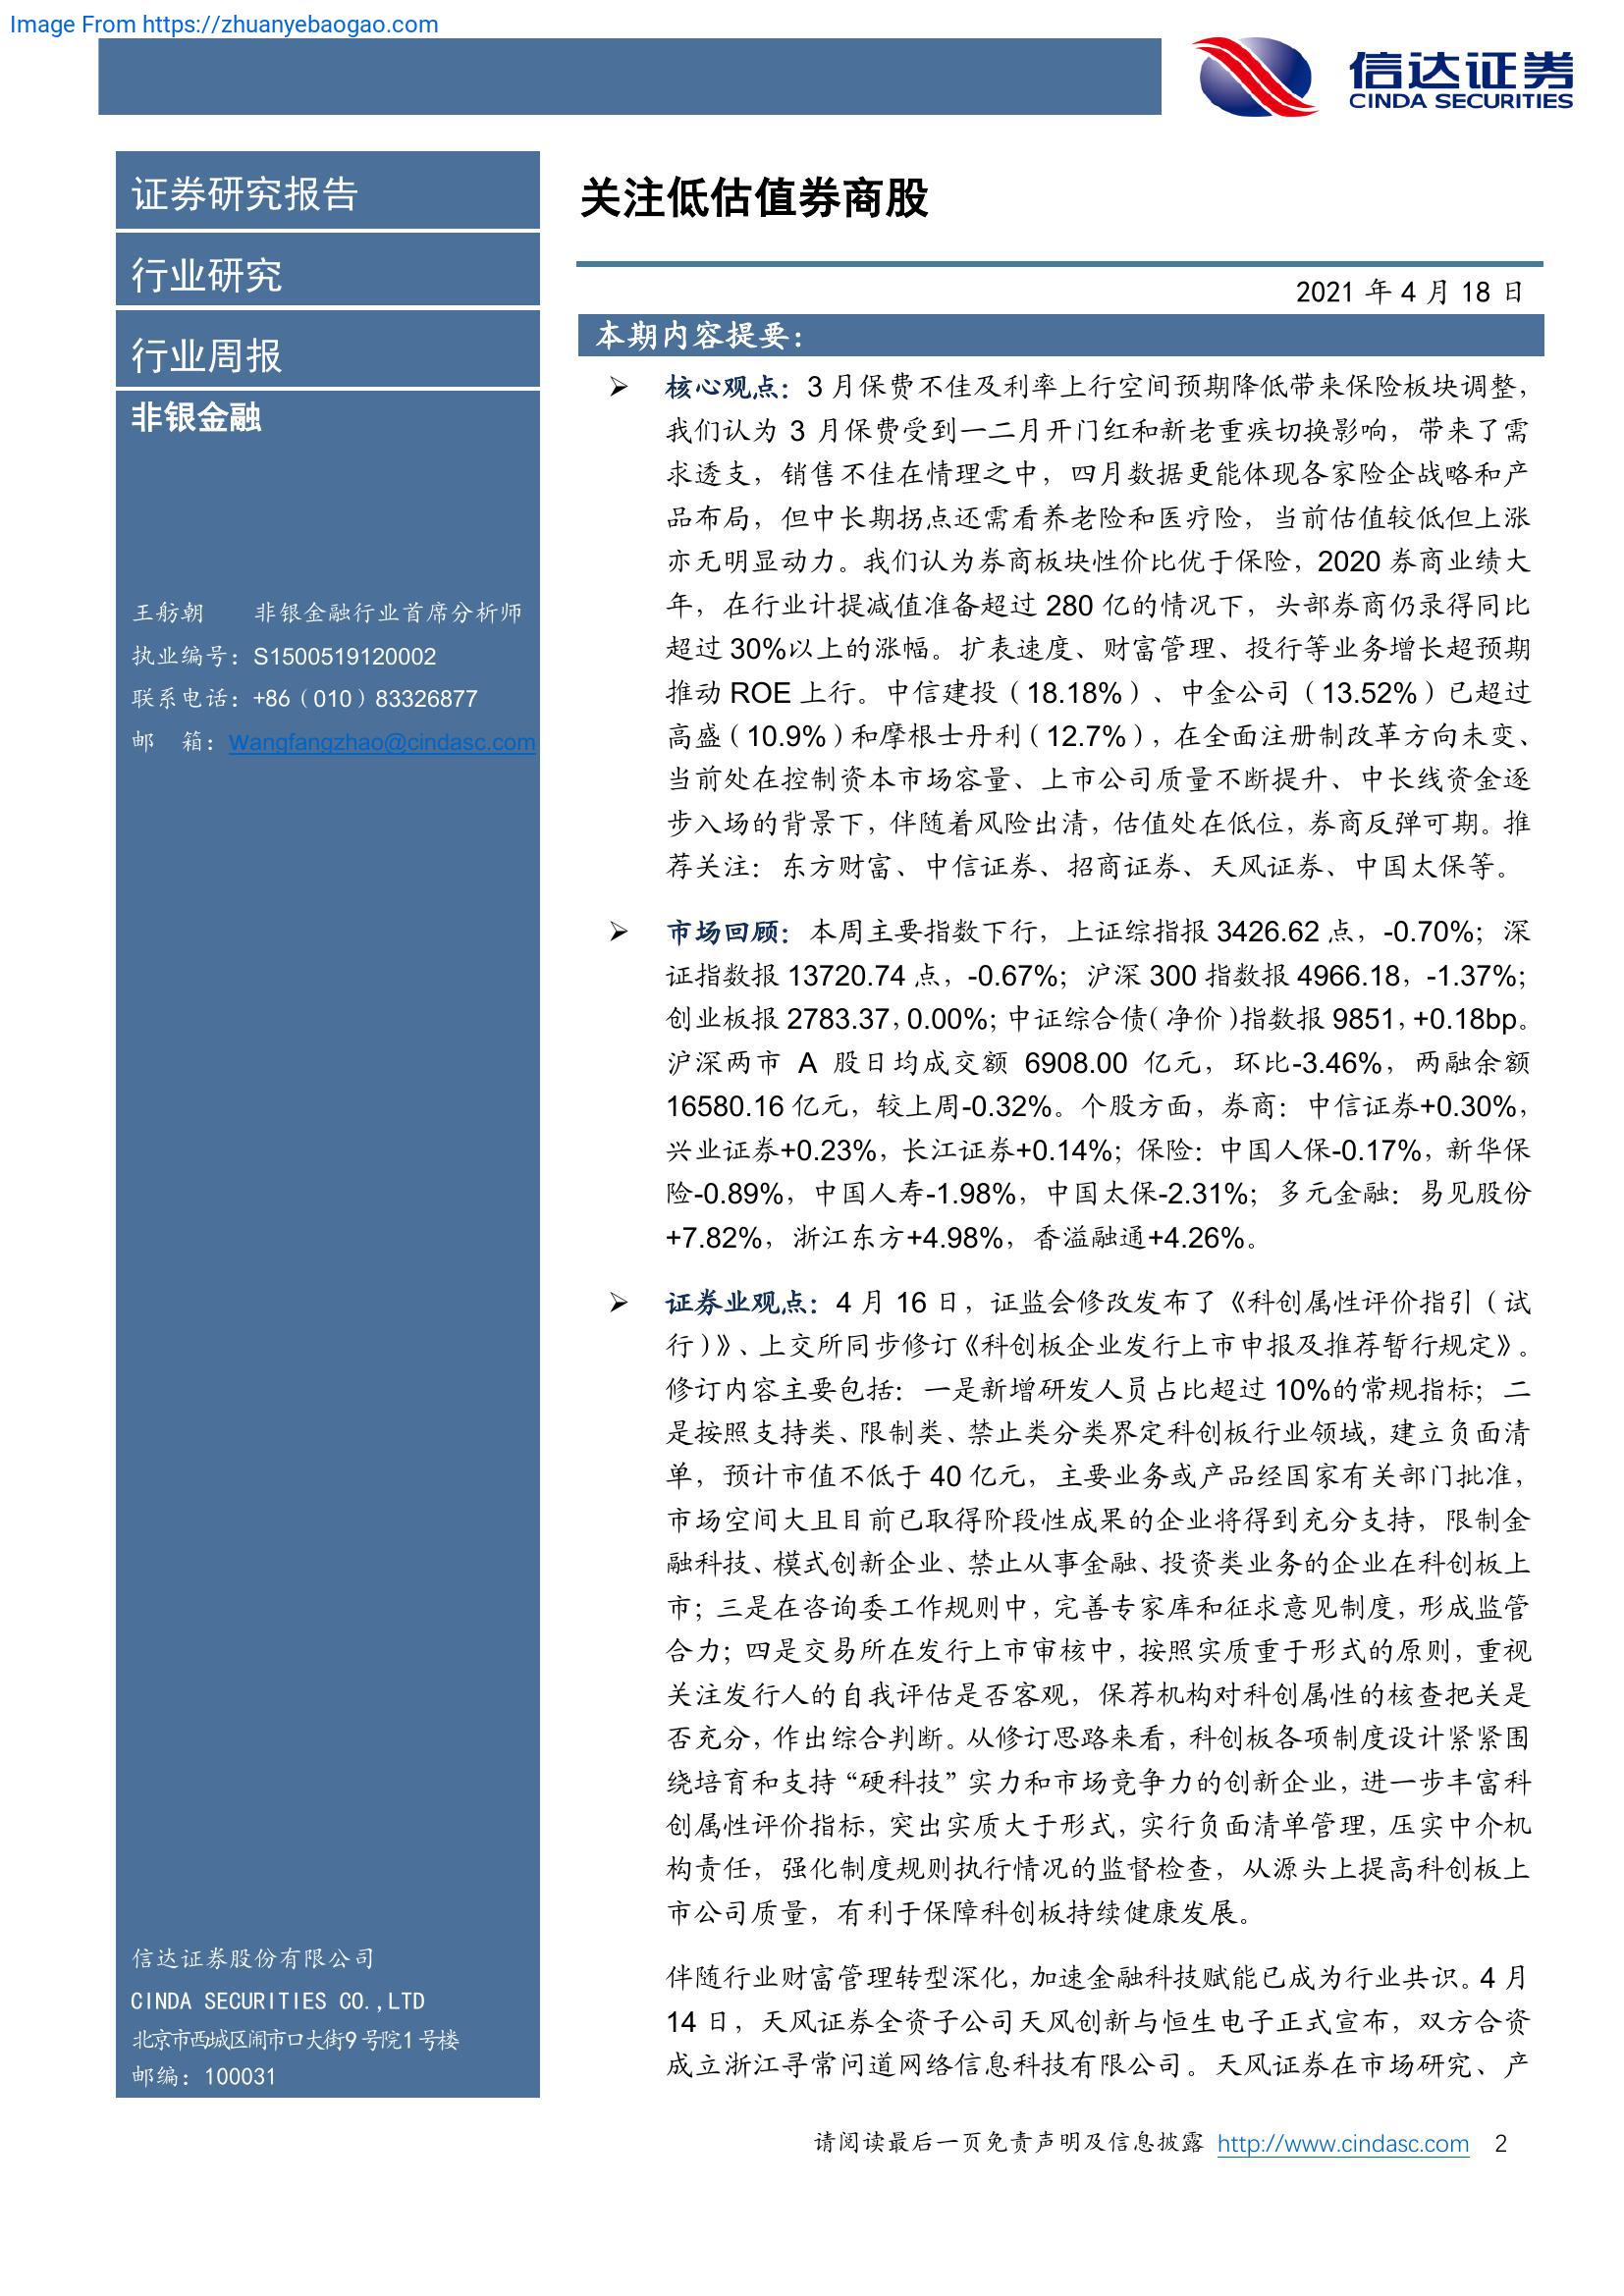 Image From https://zhuanyebaogao.com
信达证券
CINDA SECURITIES
证券研究报告
行业研究
行业周报
非银金融
王舫朝 非银金融行业首席分析师
执业编号：S1500519120002
联系电话：+86（010）83326877
邮 箱：wangfangzhao@cindasc.com
信达证券股份有限公司
CINDA SECURITIES CO.,LTD
北京市西城区闹市口大街9号院1号楼
邮编：100031
关注低估值券商股
2021 年 4 月 18 日
本期内容提要：
➢ 核心观点：3 月保费不佳及利率上行空间预期降低带来保险板块调整，
我们认为 3 月保费受到一二月开门红和新老重疾切换影响，带来了需
求透支，销售不佳在情理之中，四月数据更能体现各家险企战略和产
品布局，但中长期拐点还需看养老险和医疗险，当前估值较低但上涨
亦无明显动力。我们认为券商板块性价比优于保险，2020 券商业绩大
年，在行业计提减值准备超过 280 亿的情况下，头部券商仍录得同比
超过 30%以上的涨幅。扩表速度、财富管理、投行等业务增长超预期
推动 ROE 上行。中信建投（18.18%）、中金公司（13.52%）已超过
高盛（10.9%）和摩根士丹利（12.7%），在全面注册制改革方向未变、
当前处在控制资本市场容量、上市公司质量不断提升、中长线资金逐
步入场的背景下，伴随着风险出清，估值处在低位，券商反弹可期。推
荐关注：东方财富、中信证券、招商证券、天风证券、中国太保等。
➢ 市场回顾：本周主要指数下行，上证综指报 3426.62 点，-0.70%；深
证指数报 13720.74 点，-0.67%；沪深 300 指数报 4966.18，-1.37%；
创业板报 2783.37，0.00%；中证综合债（净价）指数报 9851，+0.18bp。
沪深两市 A 股日均成交额 6908.00 亿元，环比-3.46%，两融余额
16580.16 亿元，较上周-0.32%。个股方面，券商：中信证券+0.30%，
兴业证券+0.23%，长江证券+0.14%；保险：中国人保-0.17%，新华保
险-0.89%，中国人寿-1.98%，中国太保-2.31%；多元金融：易见股份
+7.82%，浙江东方+4.98%，香溢融通+4.26%。
➢ 证券业观点：4 月 16 日，证监会修改发布了《科创属性评价指引（试
行）》、上交所同步修订《科创板企业发行上市申报及推荐暂行规定》。
修订内容主要包括：一是新增研发人员占比超过 10%的常规指标；二
是按照支持类、限制类、禁止类分类界定科创板行业领域，建立负面清
单，预计市值不低于 40 亿元，主要业务或产品经国家有关部门批准，
市场空间大且目前已取得阶段性成果的企业将得到充分支持，限制金
融科技、模式创新企业、禁止从事金融、投资类业务的企业在科创板上
市；三是在咨询委工作规则中，完善专家库和征求意见制度，形成监管
合力；四是交易所在发行上市审核中，按照实质重于形式的原则，重视
关注发行人的自我评估是否客观，保荐机构对科创属性的核查把关是
否充分，作出综合判断。从修订思路来看，科创板各项制度设计紧紧围
绕培育和支持“硬科技”实力和市场竞争力的创新企业，进一步丰富科
创属性评价指标，突出实质大于形式，实行负面清单管理，压实中介机
构责任，强化制度规则执行情况的监督检查，从源头上提高科创板上
市公司质量，有利于保障科创板持续健康发展。
伴随行业财富管理转型深化，加速金融科技赋能已成为行业共识。4 月
14 日，天风证券全资子公司天风创新与恒生电子正式宣布，双方合资
成立浙江寻常问道网络信息科技有限公司。天风证券在市场研究、产
请阅读最后一页免责声明及信息披露 http://www.cindasc.com 2